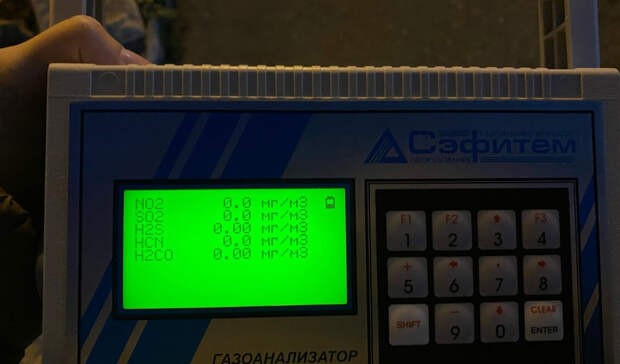 Сэфитем
ОБОРУДОВАНИЕ
NO2 0.0 мг/м3
SO2 0.0 мг/м3
H2S 0.00 мг/м3
HCN 0.0 мг/м3
H2CO 0.00 мг/м3
F1 F2 F3
1 2 3 4
+
5 6 7 8
SHIFT - CLEAR
9 0 ENTER
ГАЗОАНАЛИЗАТОР